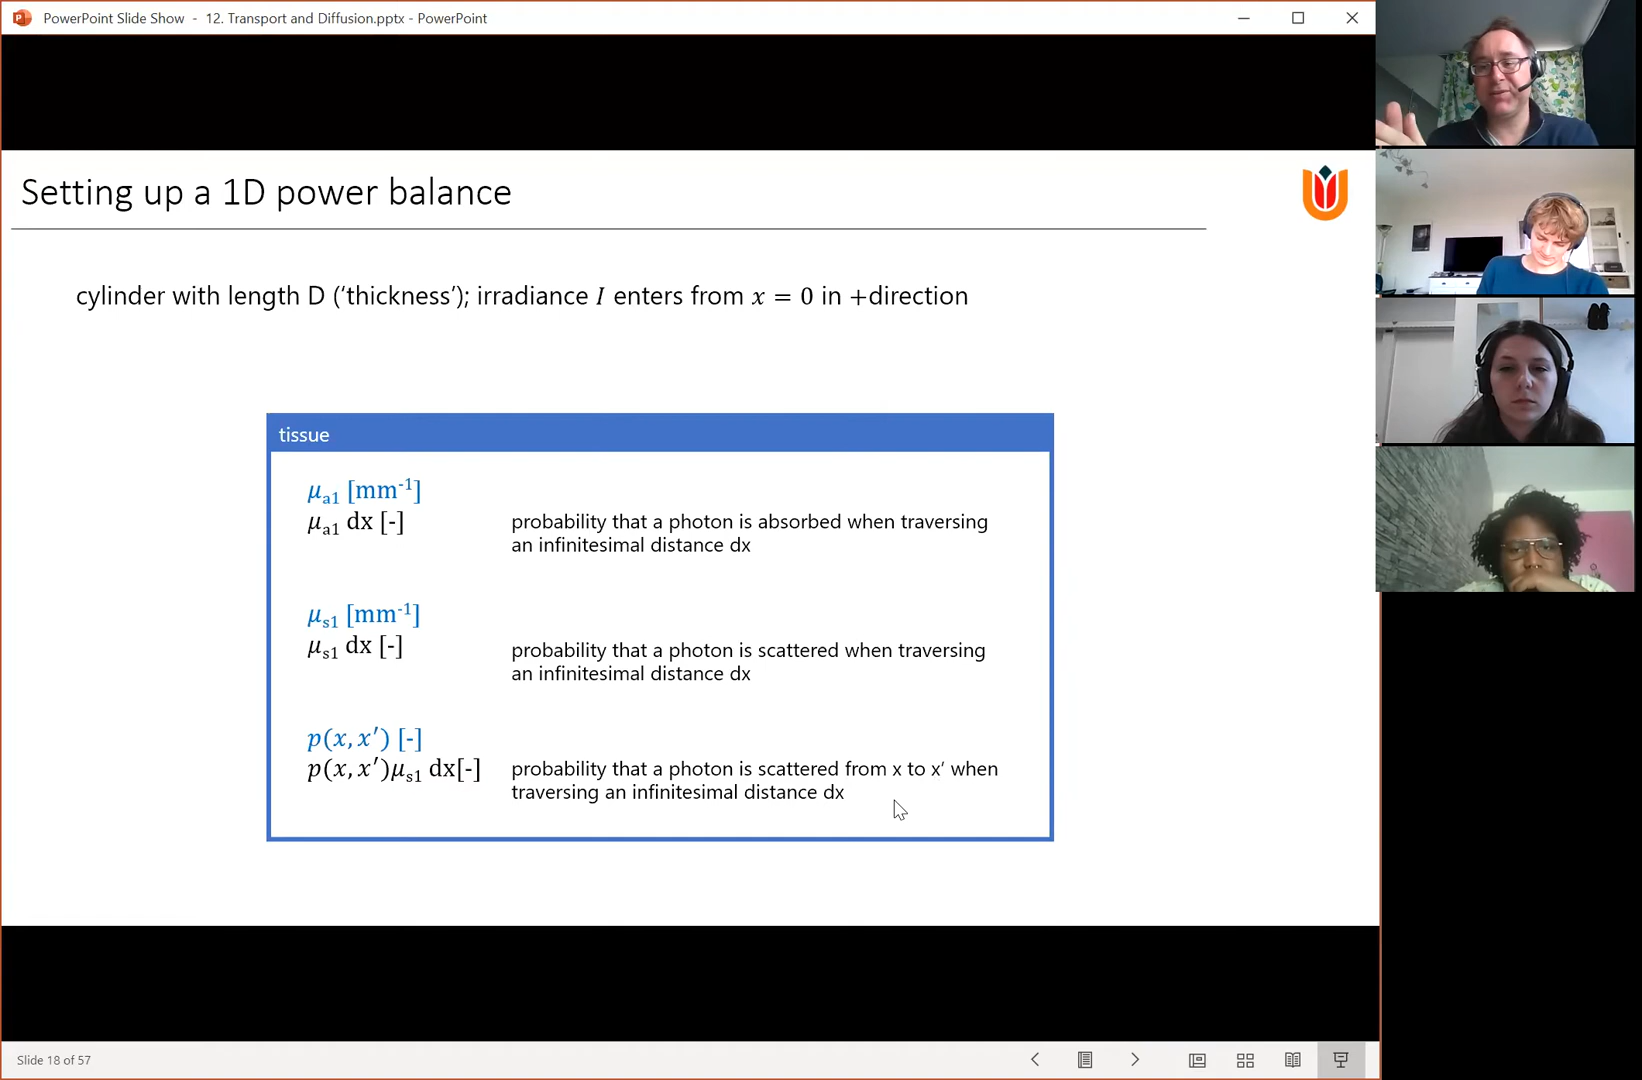 PowerPoint Slide Show - 12. Transport and Diffusion.pptx - PowerPoint
Setting up a 1D power balance
cylinder with length D (‘thickness’); irradiance I enters from x = 0 in +direction
tissue
μa1 [mm-1]
μa1 dx [-]
probability that a photon is absorbed when traversing
an infinitesimal distance dx
μs1 [mm-1]
μs1 dx [-]
probability that a photon is scattered when traversing
an infinitesimal distance dx
p(x, x′) [-]
p(x, x′)μs1 dx[-]
probability that a photon is scattered from x to x’ when
traversing an infinitesimal distance dx
Slide 18 of 57